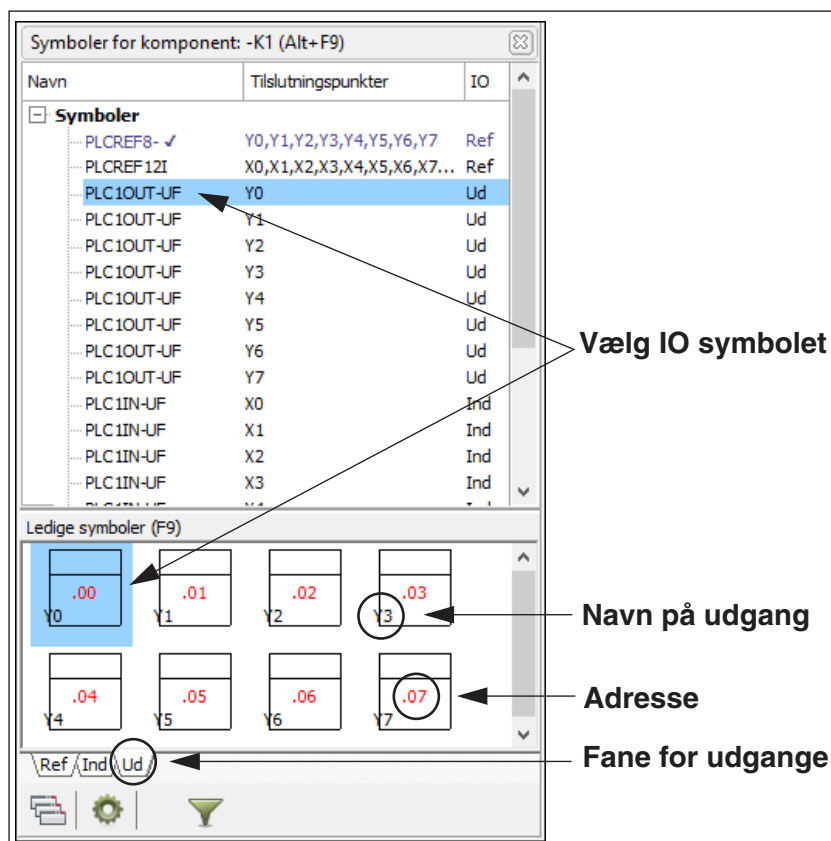 Symboler for komponent: -K1 (Alt+F9)
Navn Tilslutningspunkter IO
Symboler
PLCREF8- ✓ Y0,Y1,Y2,Y3,Y4,Y5,Y6,Y7 Ref
PLCREF12I X0,X1,X2,X3,X4,X5,X6,X7... Ref
PLC1OUT-UF Y0 Ud
PLC1OUT-UF Y1 Ud
PLC1OUT-UF Y2 Ud
PLC1OUT-UF Y3 Ud
PLC1OUT-UF Y4 Ud
PLC1OUT-UF Y5 Ud
PLC1OUT-UF Y6 Ud
PLC1OUT-UF Y7 Ud
PLC1IN-UF X0 Ind
PLC1IN-UF X1 Ind
PLC1IN-UF X2 Ind
PLC1IN-UF X3 Ind
Vælg IO symbolet
Ledige symboler (F9)
.00 .01 .02 .03
Y0 Y1 Y2 Y3
Navn på udgang
.04 .05 .06 .07
Y4 Y5 Y6 Y7
Adresse
Ref Ind Ud
Fane for udgange